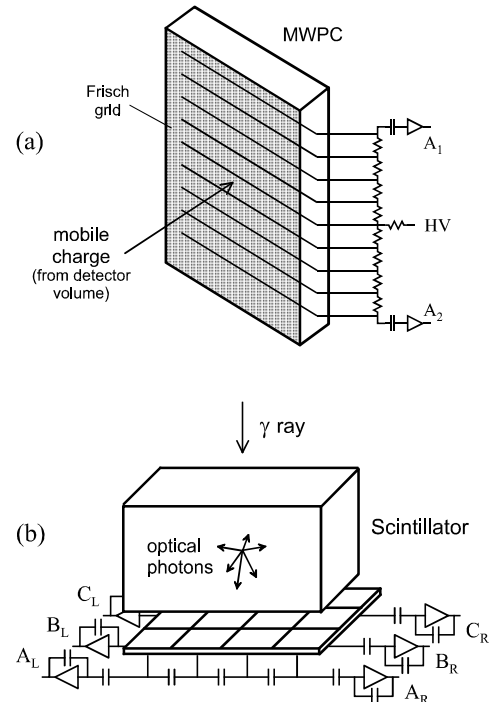 MWPC
Frisch
grid
(a)
A1
mobile
charge
(from detector
volume)
HV
A2
γ ray
(b)
Scintillator
optical
photons
CL
BL
AL
CR
BR
AR